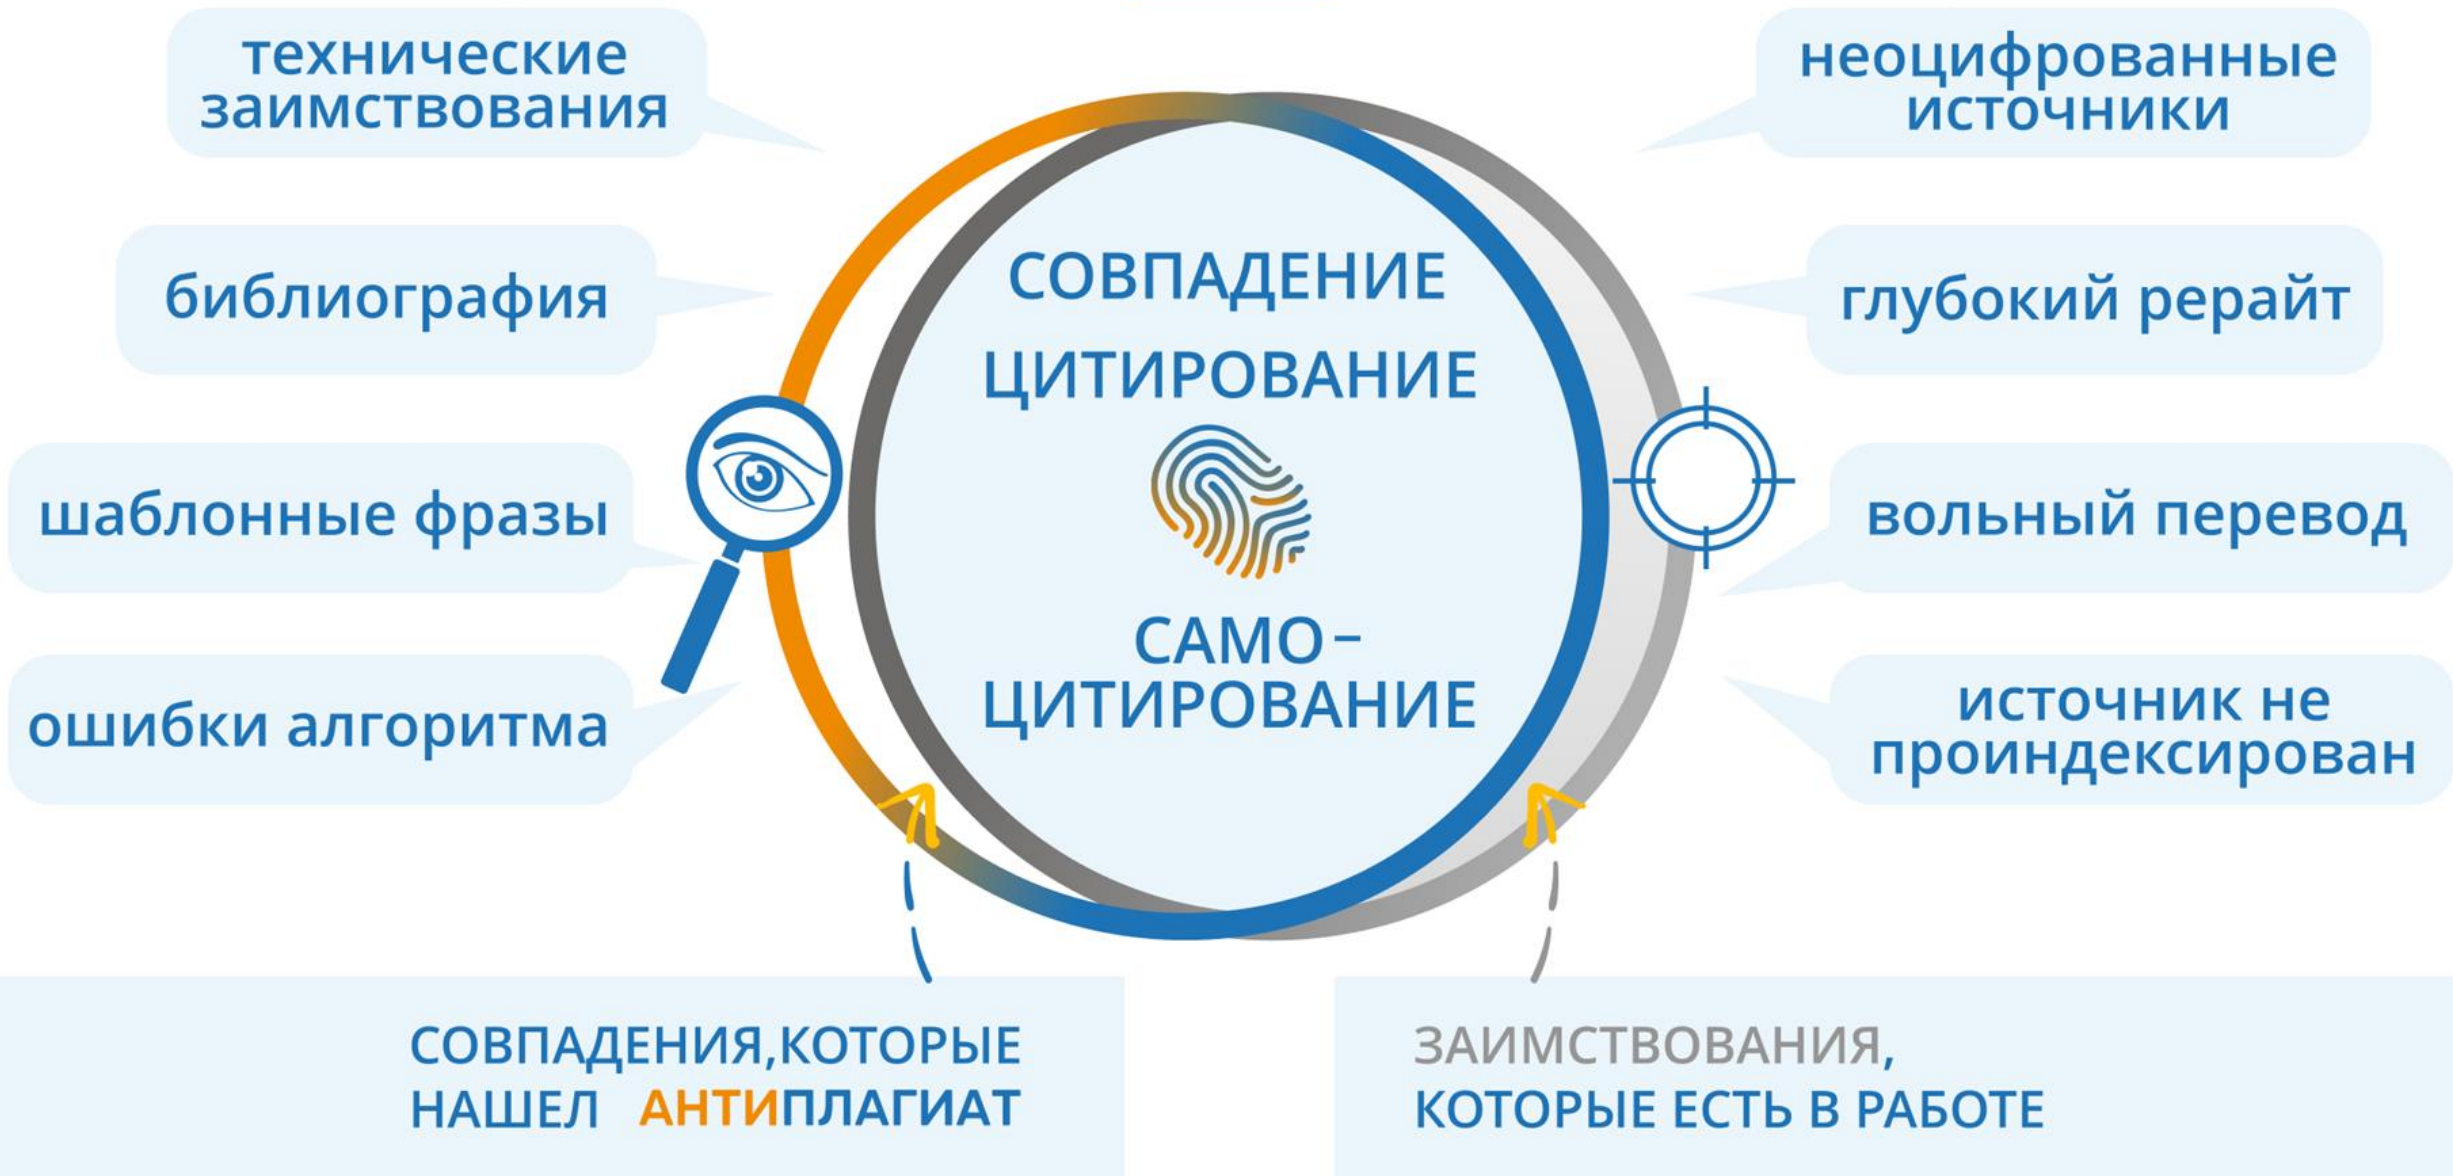 технические
заимствования
библиография
шаблонные фразы
ошибки алгоритма
СОВПАДЕНИЕ
ЦИТИРОВАНИЕ
САМО-
ЦИТИРОВАНИЕ
неоцифрованные
источники
глубокий рерайт
вольный перевод
источник не
проиндексирован
СОВПАДЕНИЯ,КОТОРЫЕ
НАШЕЛ АНТИПЛАГИАТ
ЗАИМСТВОВАНИЯ,
КОТОРЫЕ ЕСТЬ В РАБОТЕ